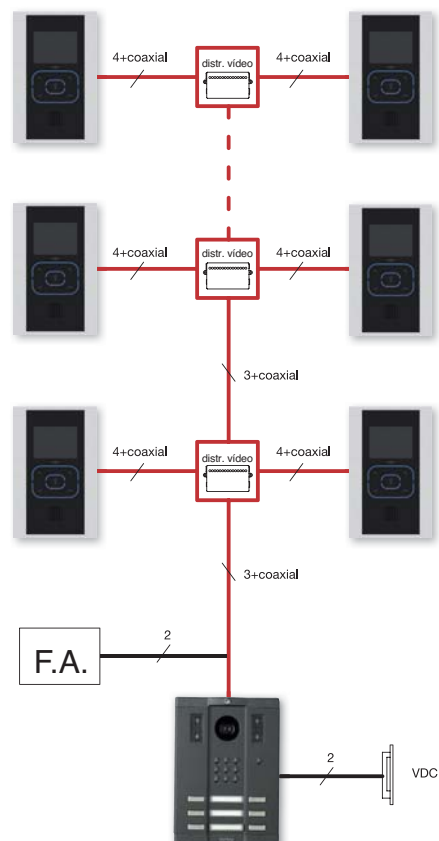 4+coaxial
distr. vídeo
4+coaxial
4+coaxial
distr. vídeo
4+coaxial
3+coaxial
4+coaxial
distr. vídeo
4+coaxial
3+coaxial
2
F.A.
2
VDC